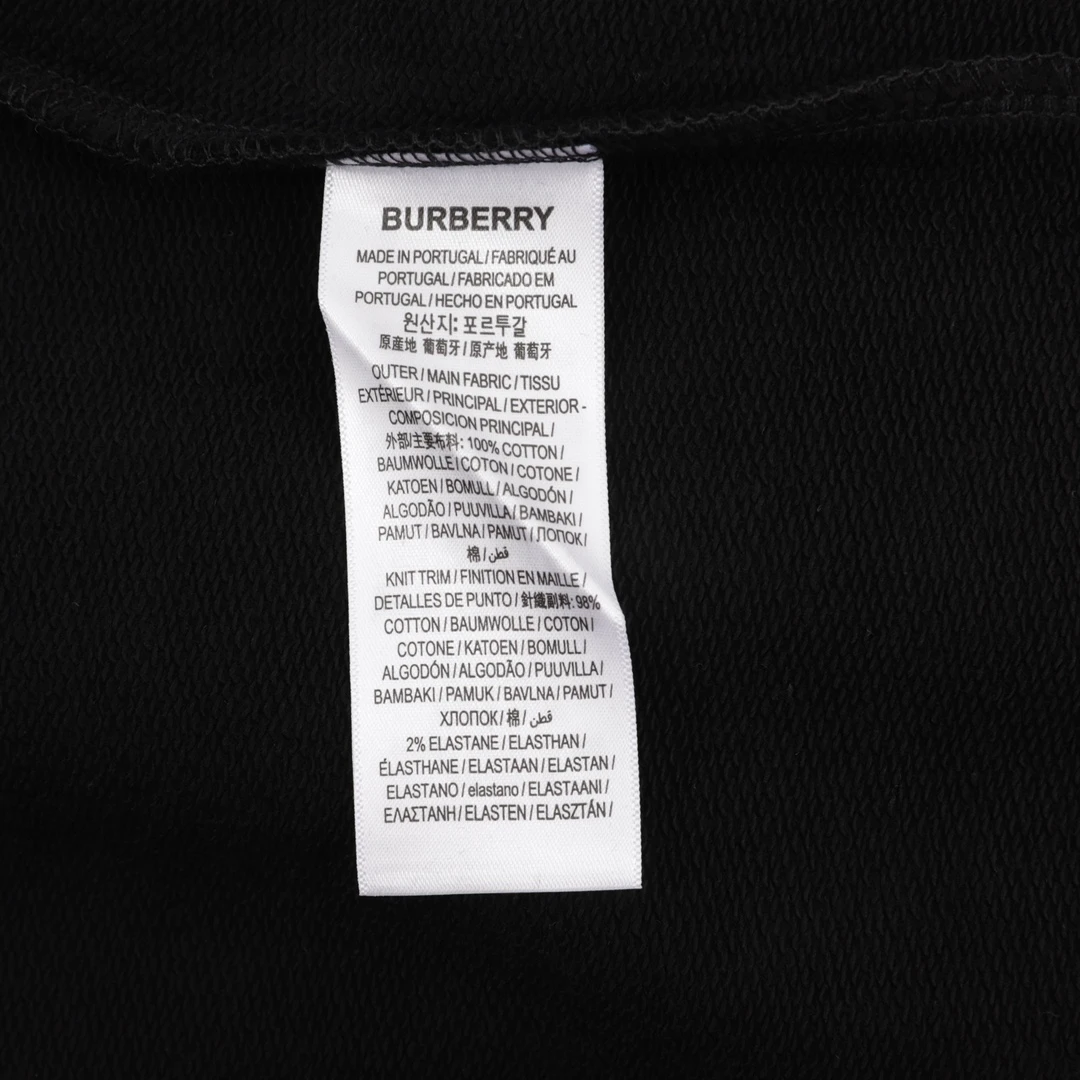 BURBERRY
MADE IN PORTUGAL / FABRIQUÉ AU
PORTUGAL / FABRICADO EM
PORTUGAL / HECHO EN PORTUGAL
원산지: 포르투갈
原産地 葡萄牙 / 原产地 葡萄牙
OUTER / MAIN FABRIC / TISSU
EXTÉRIEUR / PRINCIPAL / EXTERIOR -
COMPOSICION PRINCIPAL /
外部/主要布料: 100% COTTON /
BAUMWOLLE / COTON / COTONE /
KATOEN / BOMULL / ALGODÓN /
ALGODÃO / PUUVILLA / BAMBAKI /
PAMUT / BAVLNA / PAMUT / ЛОПОК /
棉 / قطن
KNIT TRIM / FINITION EN MAILLE /
DETALLES DE PUNTO / 針織副料: 98%
COTTON / BAUMWOLLE / COTON /
COTONE / KATOEN / BOMULL /
ALGODÓN / ALGODÃO / PUUVILLA /
BAMBAKI / PAMUK / BAVLNA / PAMUT /
ХЛОПОК / 棉 / قطن
2% ELASTANE / ELASTHAN /
ÉLASTHANE / ELASTAAN / ELASTAN /
ELASTANO / elastano / ELASTAANI /
ΕΛΑΣΤΑΝΗ / ELASTEN / ELASZTÁN /